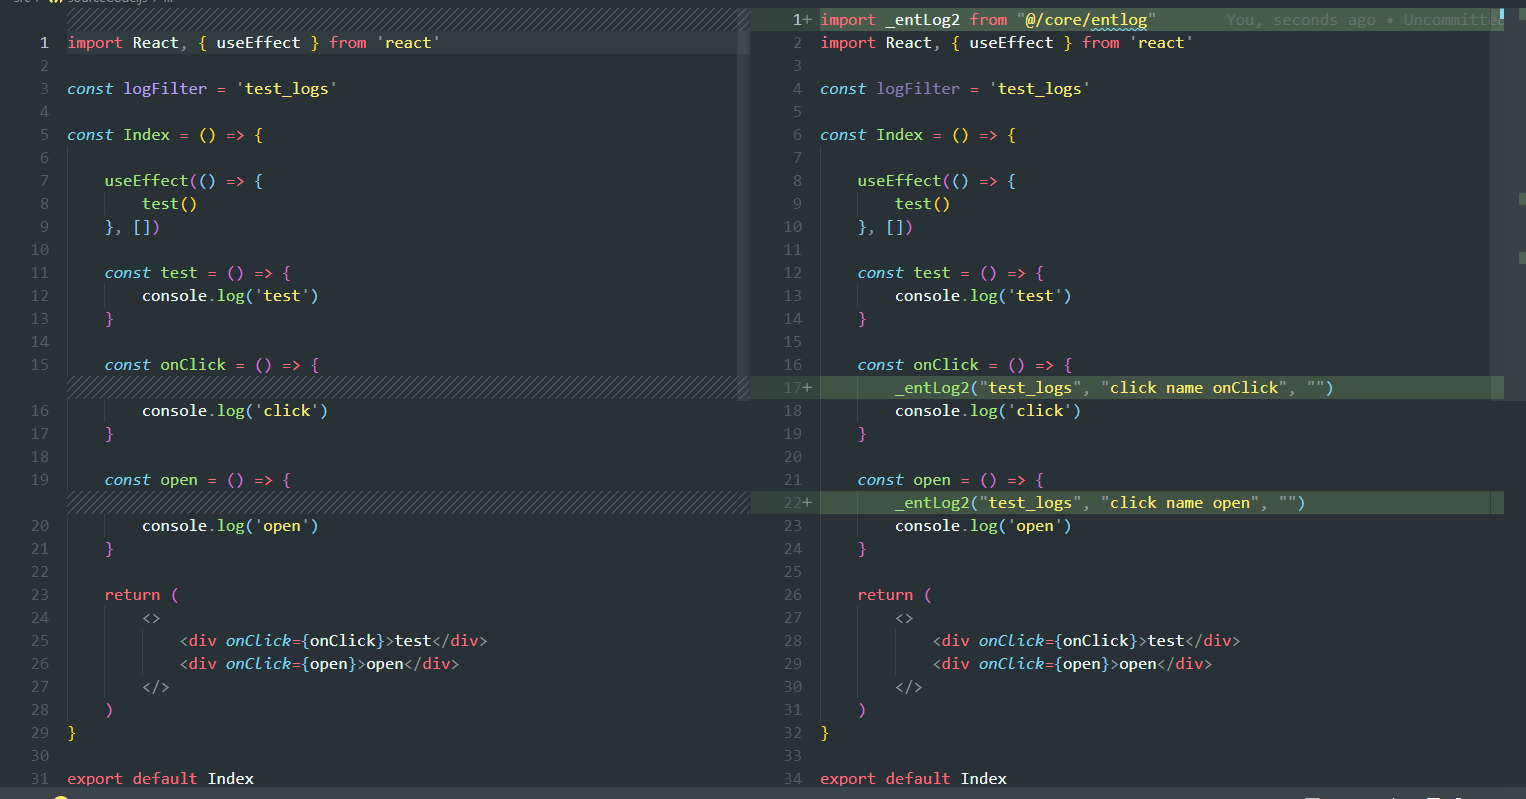 1 import React, { useEffect } from 'react'
2
3 const logFilter = 'test_logs'
4
5 const Index = () => {
6
7 useEffect(() => {
8 test()
9 }, [])
10
11 const test = () => {
12 console.log('test')
13 }
14
15 const onClick = () => {
16 console.log('click')
17 }
18
19 const open = () => {
20 console.log('open')
21 }
22
23 return (
24 <>
25 <div onClick={onClick}>test</div>
26 <div onClick={open}>open</div>
27 </>
28 )
29 }
30
31 export default Index
1+ import _entLog2 from "@/core/entlog" You, seconds ago • Uncommitted
2 import React, { useEffect } from 'react'
3
4 const logFilter = 'test_logs'
5
6 const Index = () => {
7
8 useEffect(() => {
9 test()
10 }, [])
11
12 const test = () => {
13 console.log('test')
14 }
15
16 const onClick = () => {
17+ _entLog2("test_logs", "click name onClick", "")
18 console.log('click')
19 }
20
21 const open = () => {
22+ _entLog2("test_logs", "click name open", "")
23 console.log('open')
24 }
25
26 return (
27 <>
28 <div onClick={onClick}>test</div>
29 <div onClick={open}>open</div>
30 </>
31 )
32 }
33
34 export default Index